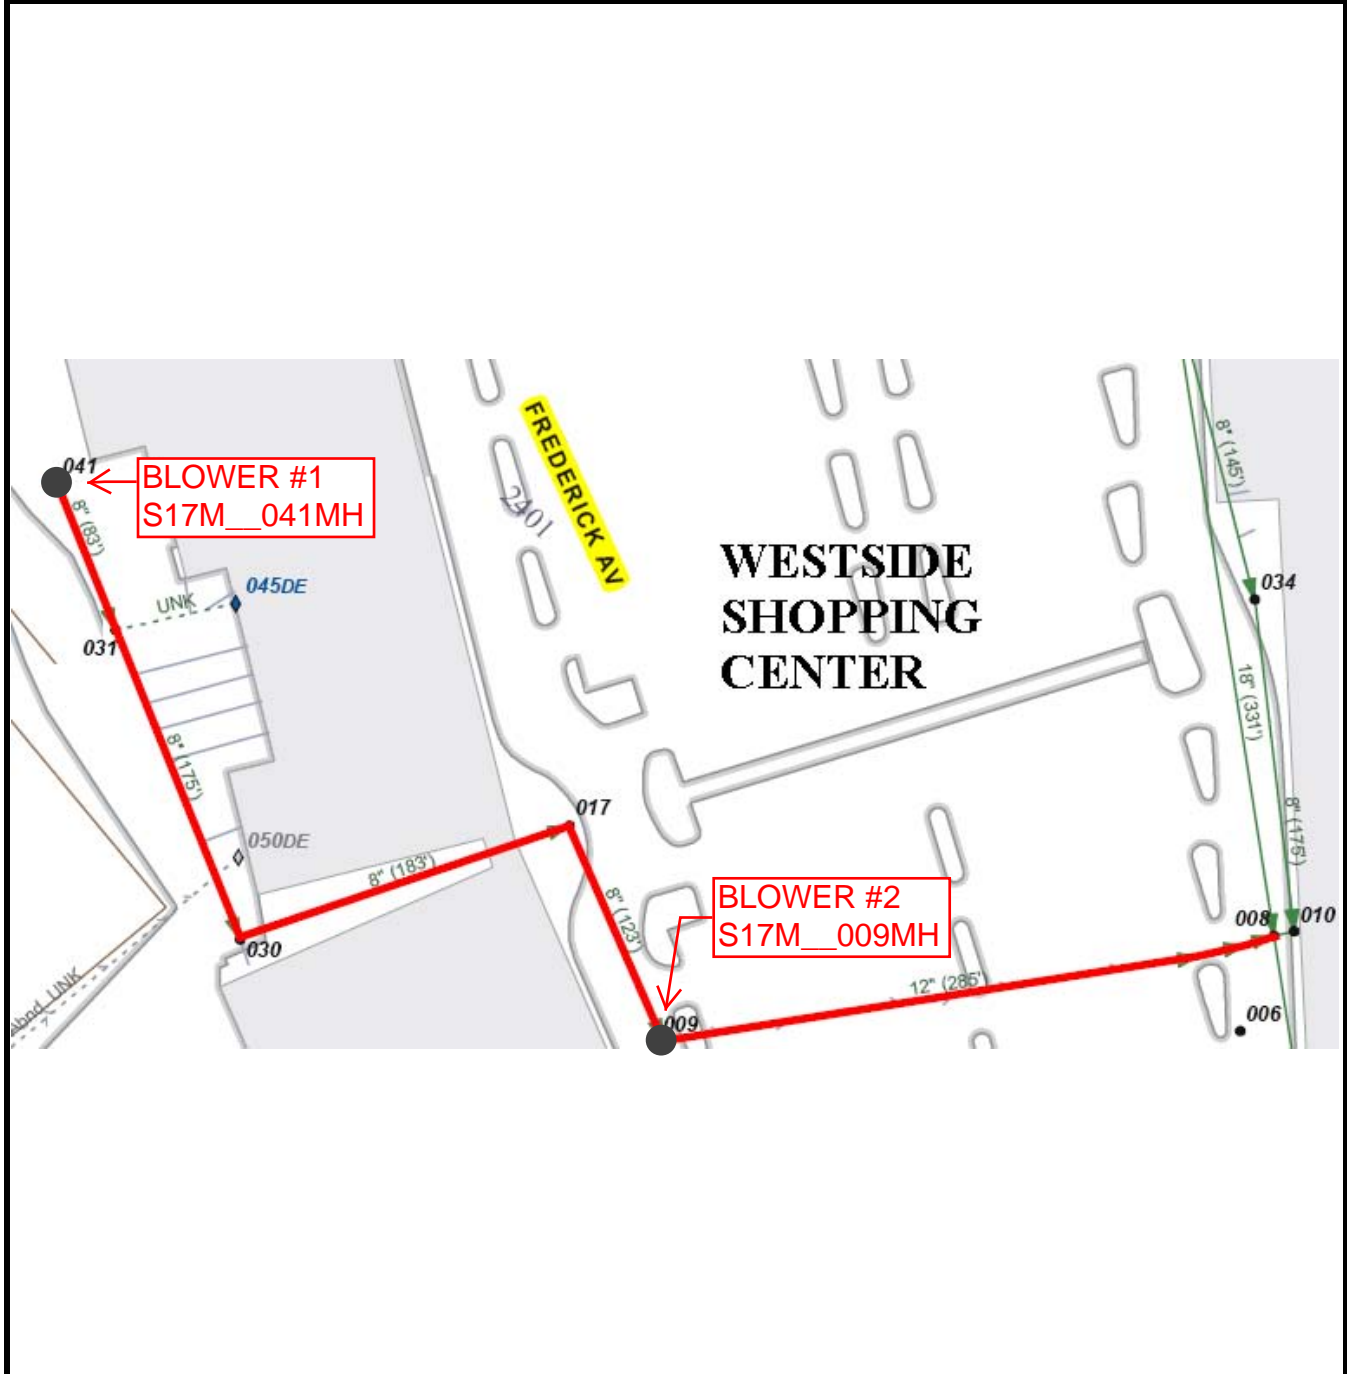 041
BLOWER #1
S17M__041MH
8" (83')
FREDERICK AV
2401
8" (145')
WESTSIDE
SHOPPING
CENTER
045DE
UNK
034
031
18" (331')
8" (175')
017
8" (175')
050DE
8" (183')
BLOWER #2
S17M__009MH
8" (123')
008
010
030
12" (285')
Abnd_UNK
009
006